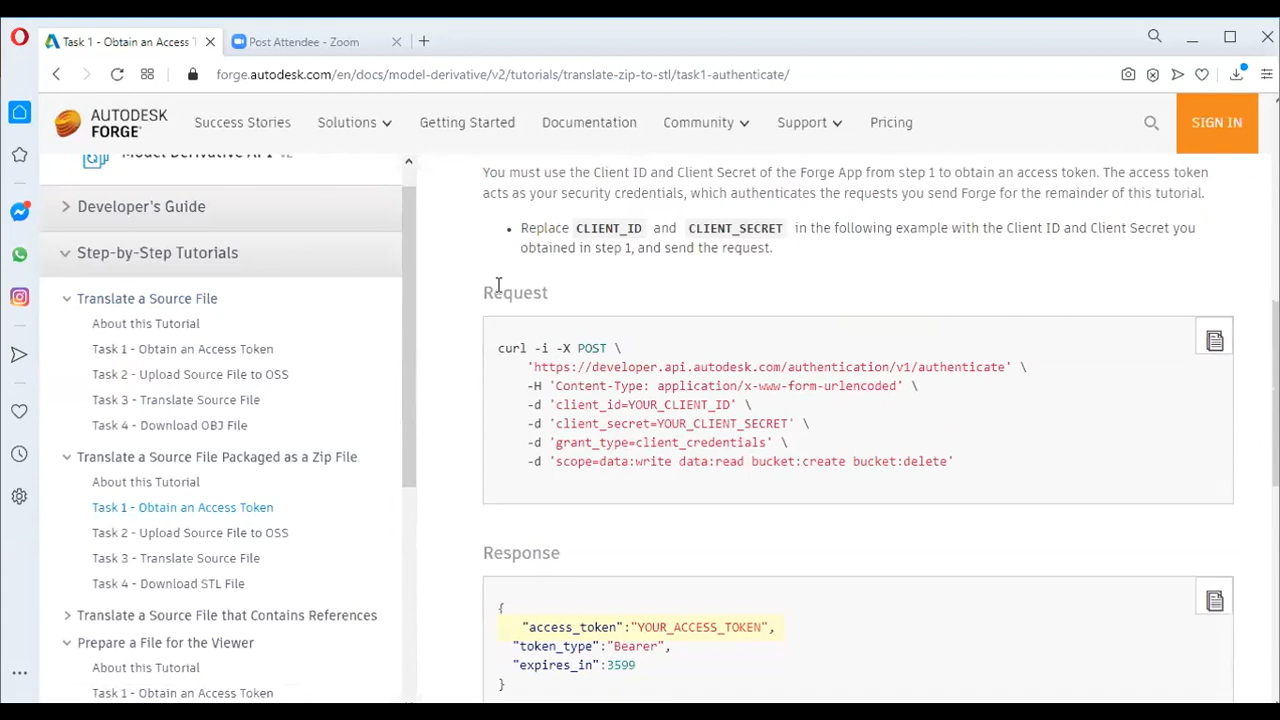 Task 1 - Obtain an Access T
Post Attendee - Zoom
forge.autodesk.com/en/docs/model-derivative/v2/tutorials/translate-zip-to-stl/task1-authenticate/
AUTODESK
FORGE
Success Stories
Solutions
Getting Started
Documentation
Community
Support
Pricing
SIGN IN
Model Derivative API v2
Developer's Guide
Step-by-Step Tutorials
Translate a Source File
About this Tutorial
Task 1 - Obtain an Access Token
Task 2 - Upload Source File to OSS
Task 3 - Translate Source File
Task 4 - Download OBJ File
Translate a Source File Packaged as a Zip File
About this Tutorial
Task 1 - Obtain an Access Token
Task 2 - Upload Source File to OSS
Task 3 - Translate Source File
Task 4 - Download STL File
Translate a Source File that Contains References
Prepare a File for the Viewer
About this Tutorial
Task 1 - Obtain an Access Token
You must use the Client ID and Client Secret of the Forge App from step 1 to obtain an access token. The access token
acts as your security credentials, which authenticates the requests you send Forge for the remainder of this tutorial.
• Replace CLIENT_ID and CLIENT_SECRET in the following example with the Client ID and Client Secret you
obtained in step 1, and send the request.
Request
curl -i -X POST \
'https://developer.api.autodesk.com/authentication/v1/authenticate' \
-H 'Content-Type: application/x-www-form-urlencoded' \
-d 'client_id=YOUR_CLIENT_ID' \
-d 'client_secret=YOUR_CLIENT_SECRET' \
-d 'grant_type=client_credentials' \
-d 'scope=data:write data:read bucket:create bucket:delete'
Response
{
"access_token":"YOUR_ACCESS_TOKEN",
"token_type":"Bearer",
"expires_in":3599
}